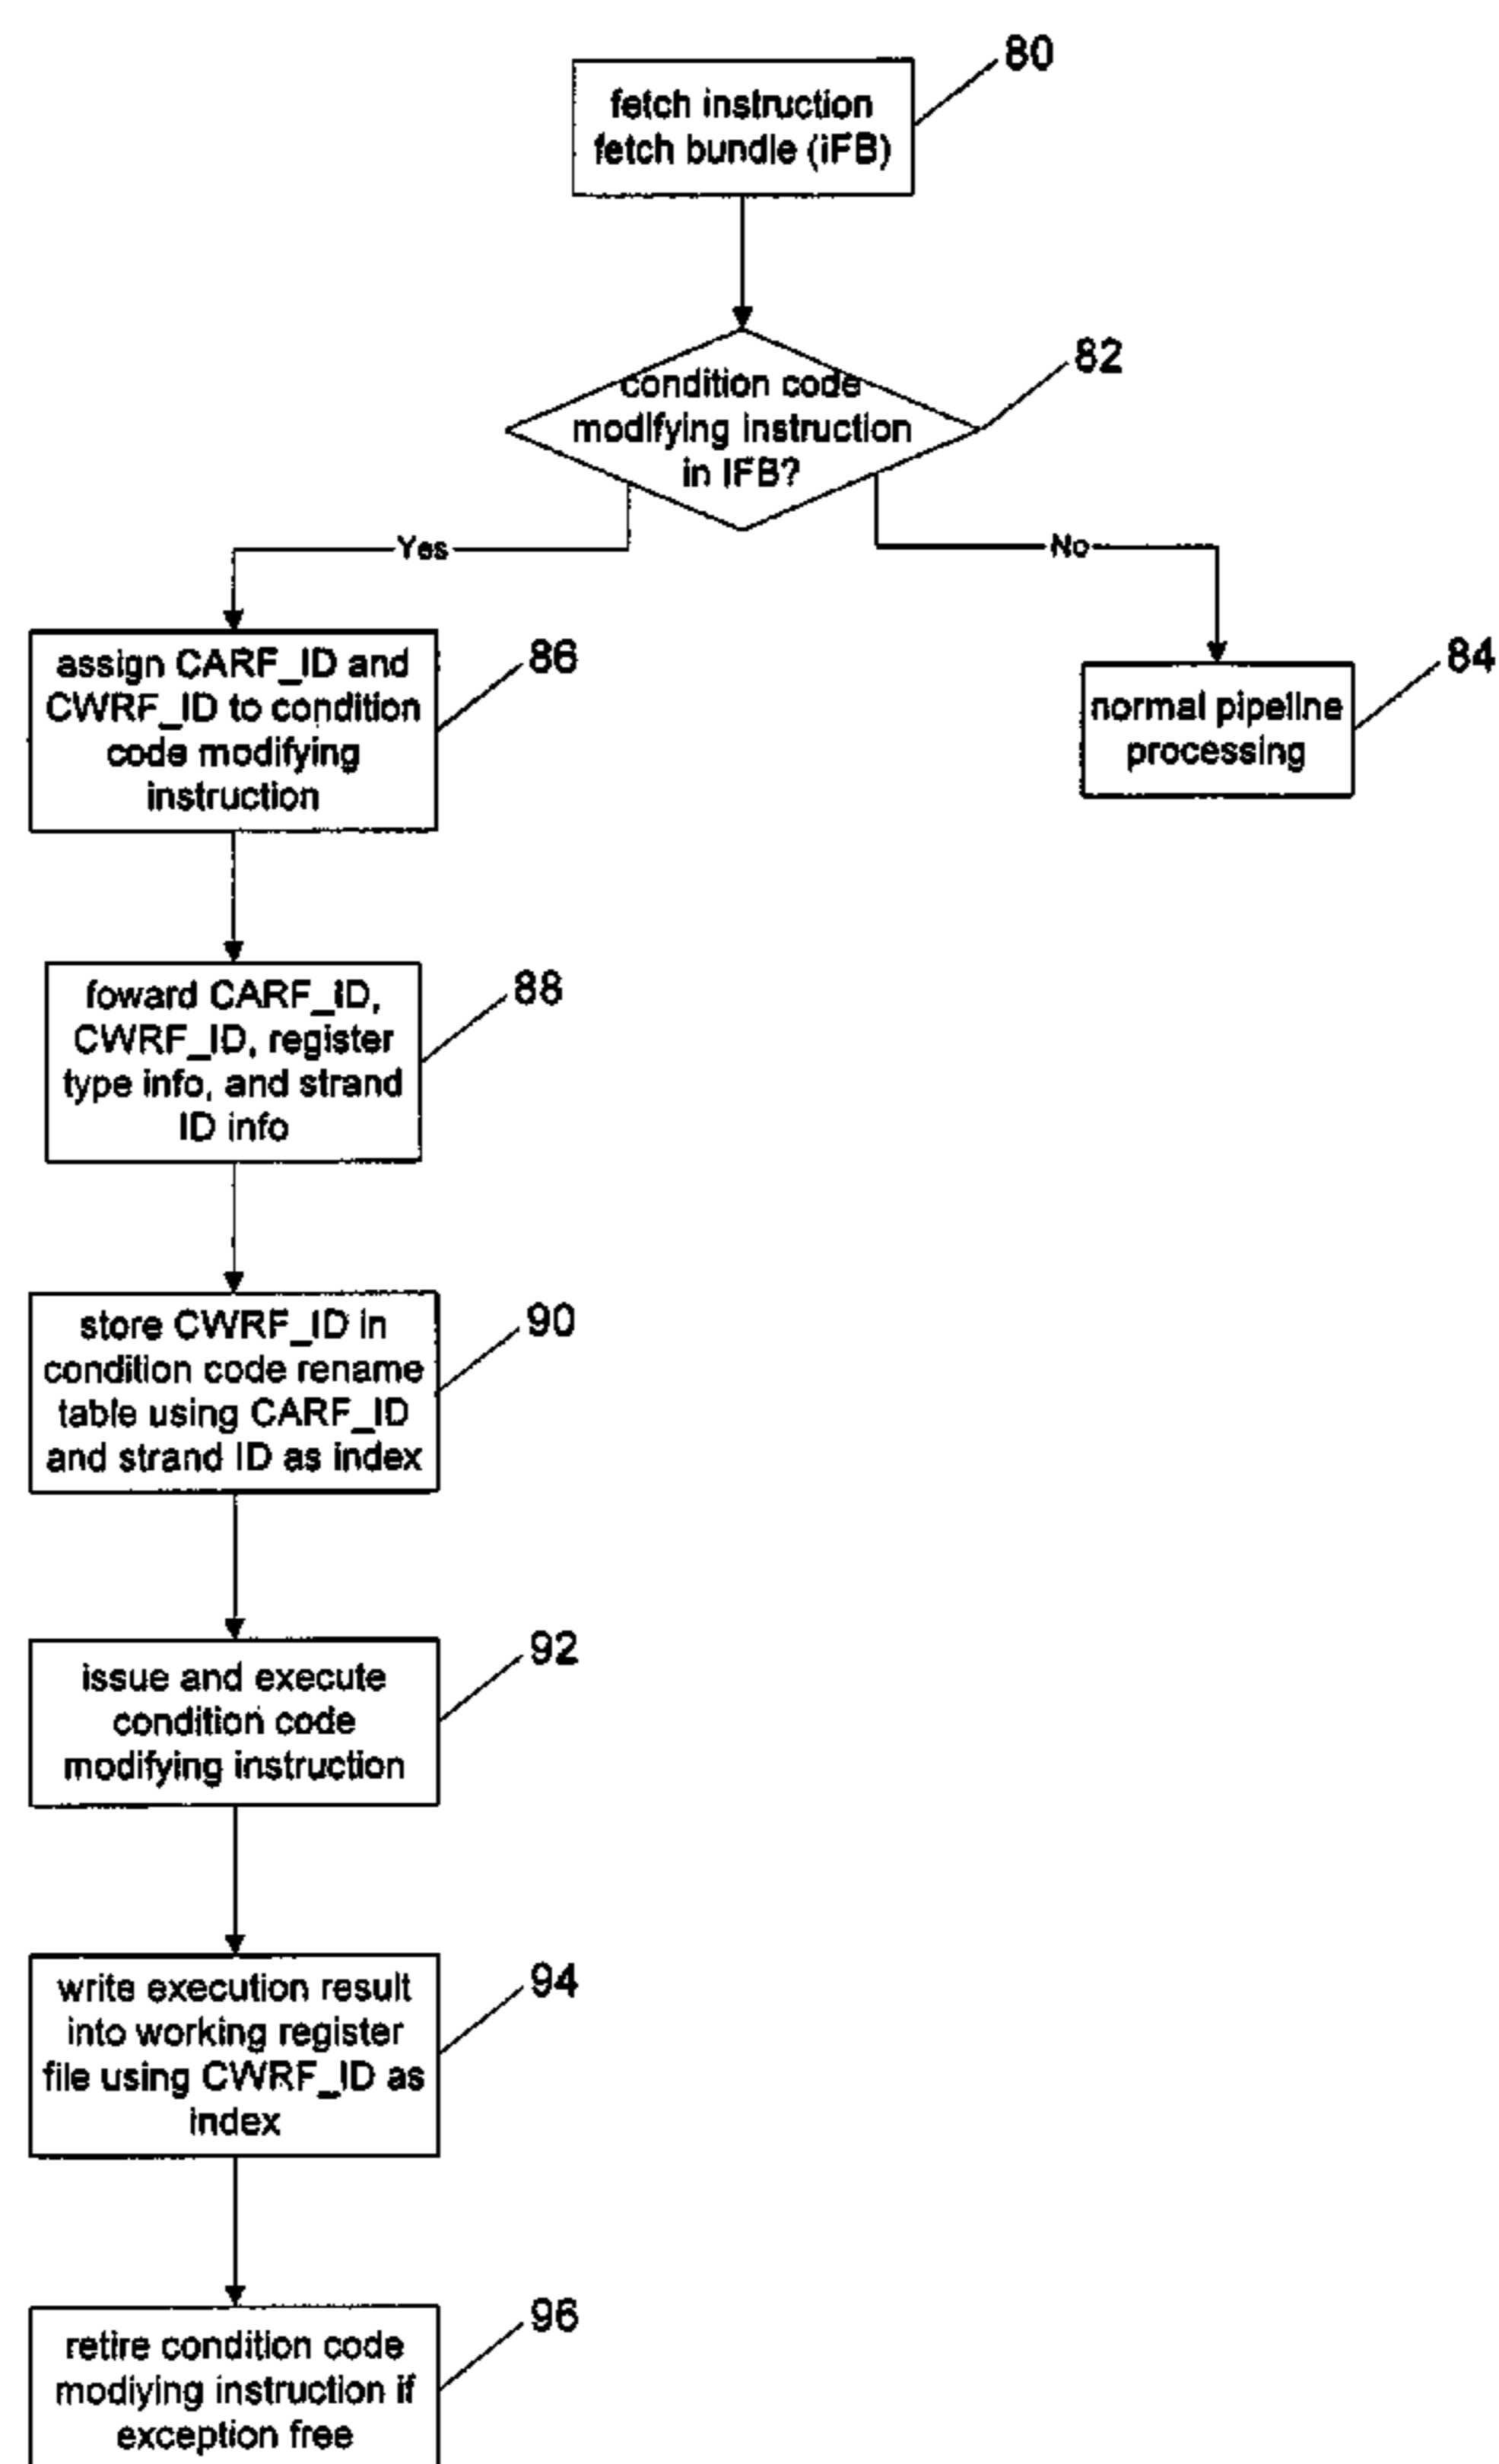 80
fetch instruction
fetch bundle (iFB)
82
condition code
modifying instruction
in IFB?
Yes
No
86
assign CARF_ID and
CWRF_ID to condition
code modifying
instruction
84
normal pipeline
processing
88
foward CARF_ID,
CWRF_ID, register
type info, and strand
ID info
90
store CWRF_ID in
condition code rename
table using CARF_ID
and strand ID as index
92
issue and execute
condition code
modifying instruction
94
write execution result
into working register
file using CWRF_ID as
index
96
retire condition code
modiying instruction if
exception free